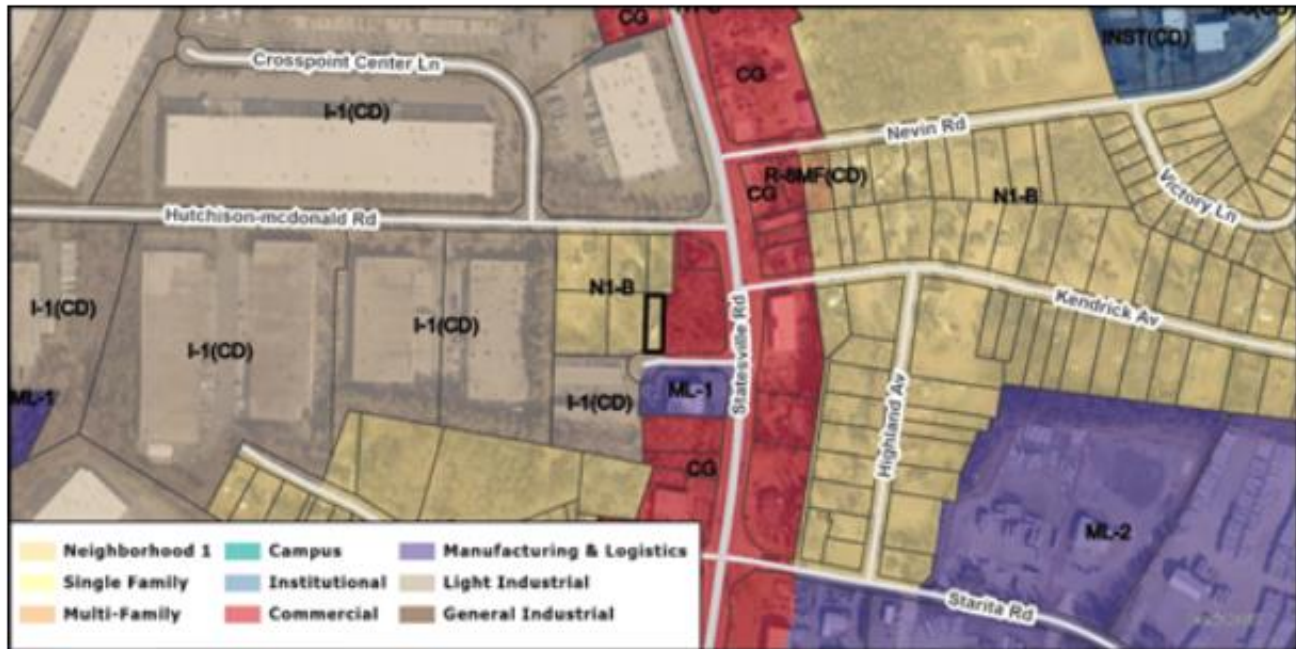 CG
INST(CD)
Crosspoint Center Ln
CG
I-1(CD)
Nevin Rd
R-8MF(CD)
CG
N1-B
Victory Ln
Hutchison-mcdonald Rd
N1-B
I-1(CD)
I-1(CD)
I-1(CD)
Kendrick Av
Statesville Rd
ML-1
ML-1
I-1(CD)
Highland Av
CG
ML-2
Neighborhood 1
Campus
Manufacturing & Logistics
Single Family
Institutional
Light Industrial
Multi-Family
Commercial
General Industrial
Starita Rd